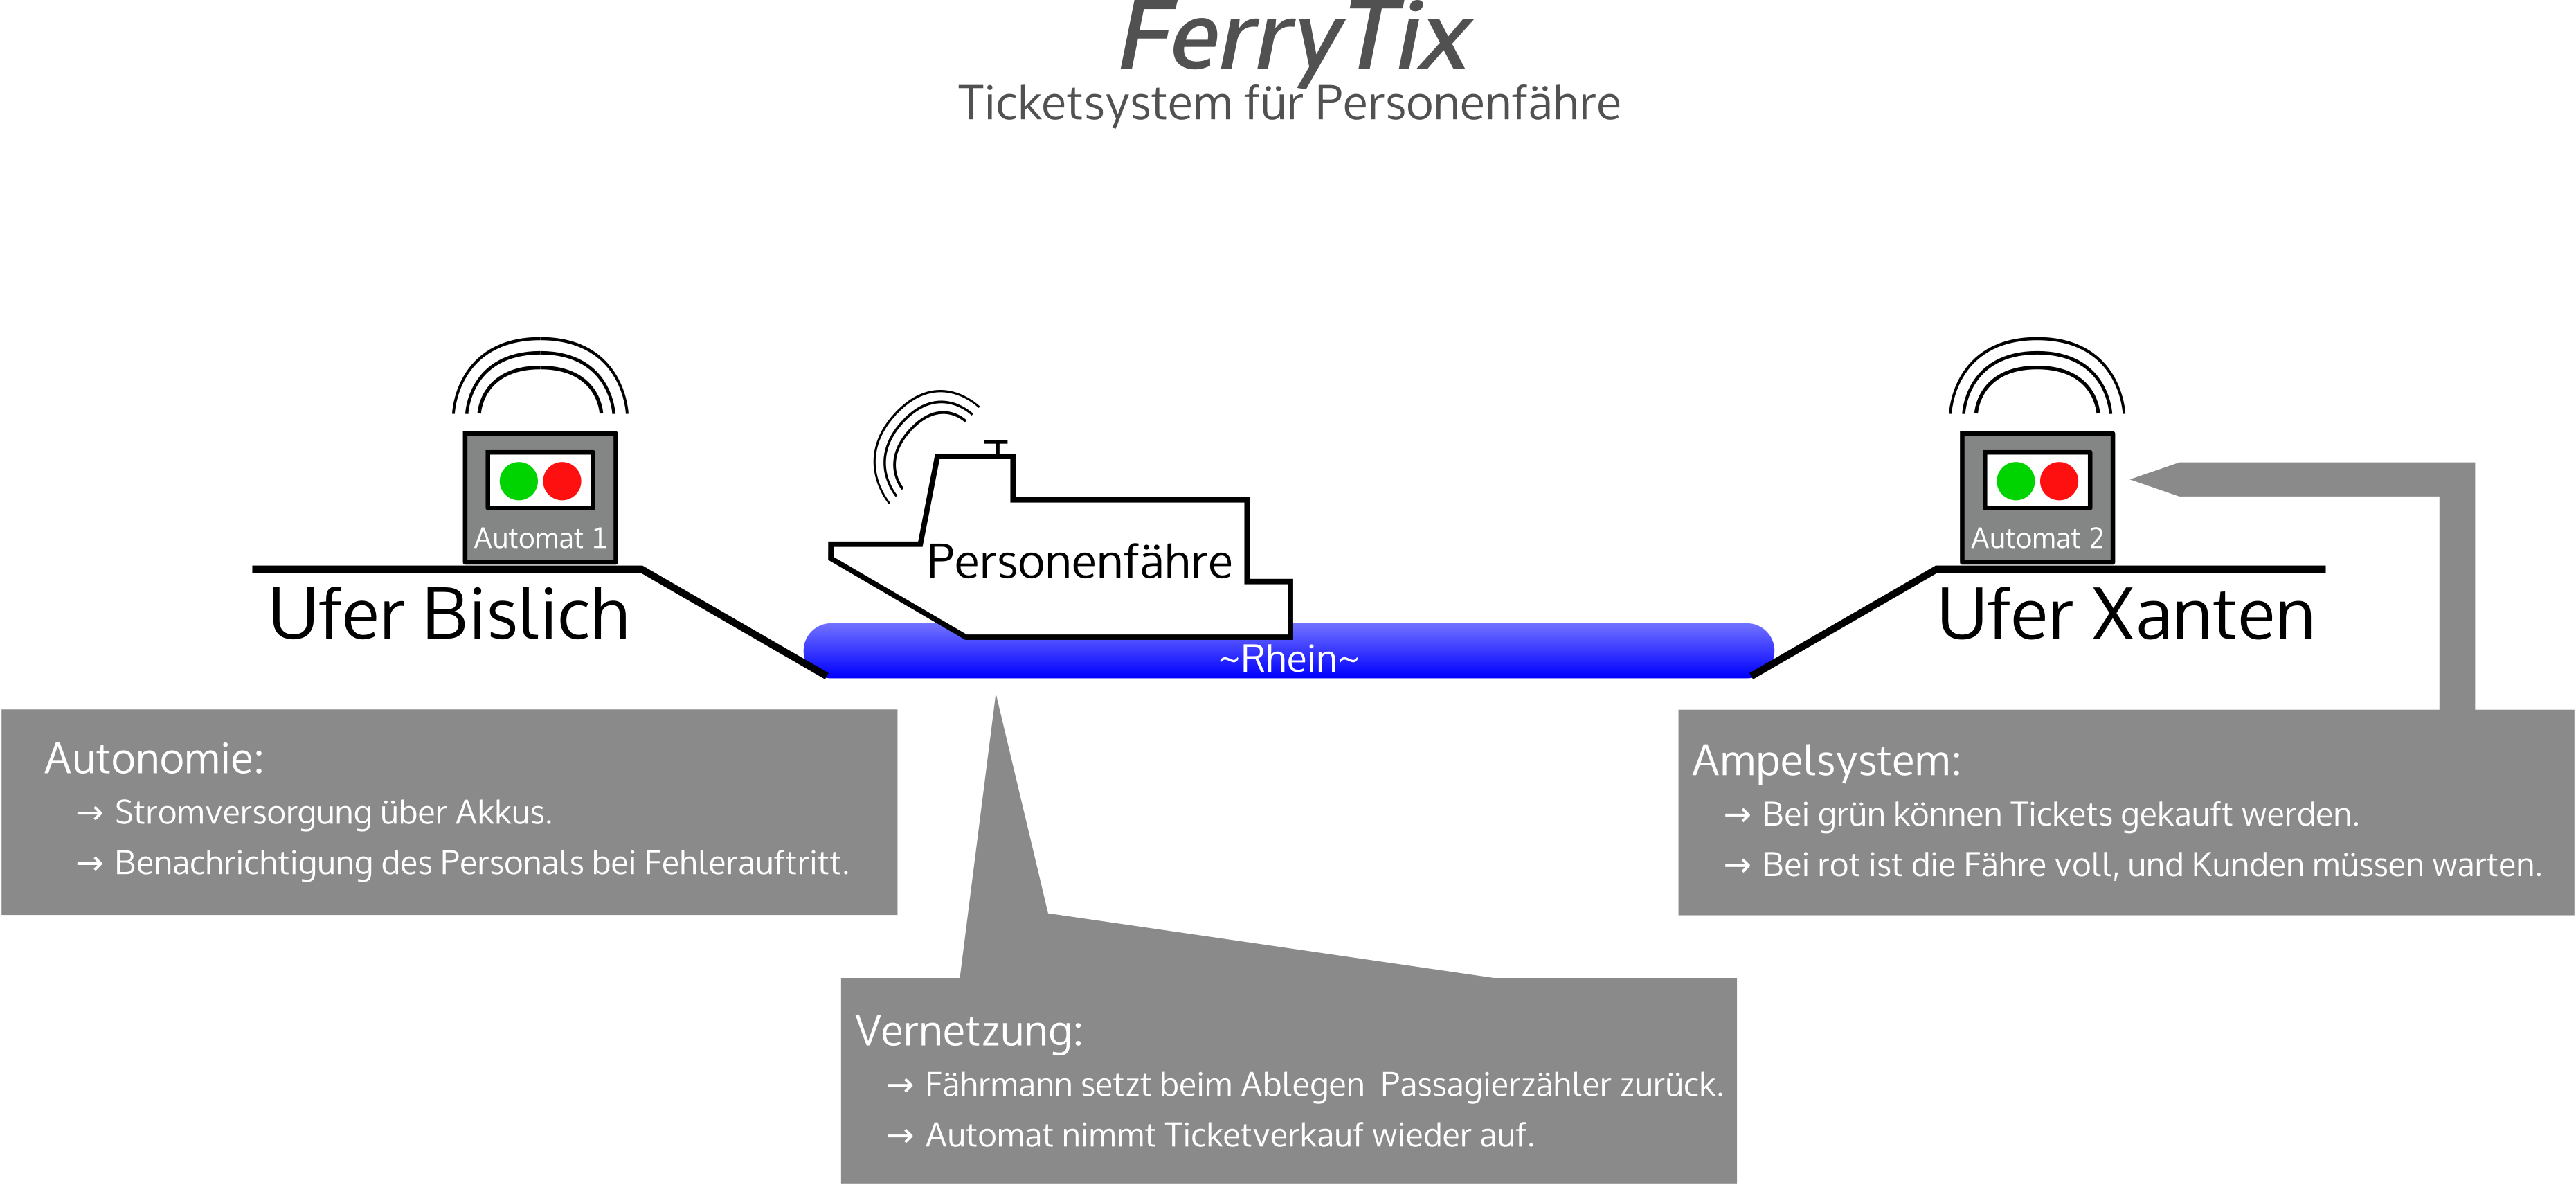 FerryTix
Ticketsystem für Personenfähre
Automat 1
Automat 2
Personenfähre
Ufer Bislich
Ufer Xanten
~Rhein~
Autonomie:
→ Stromversorgung über Akkus.
→ Benachrichtigung des Personals bei Fehlerauftritt.
Ampelsystem:
→ Bei grün können Tickets gekauft werden.
→ Bei rot ist die Fähre voll, und Kunden müssen warten.
Vernetzung:
→ Fährmann setzt beim Ablegen  Passagierzähler zurück.
→ Automat nimmt Ticketverkauf wieder auf.